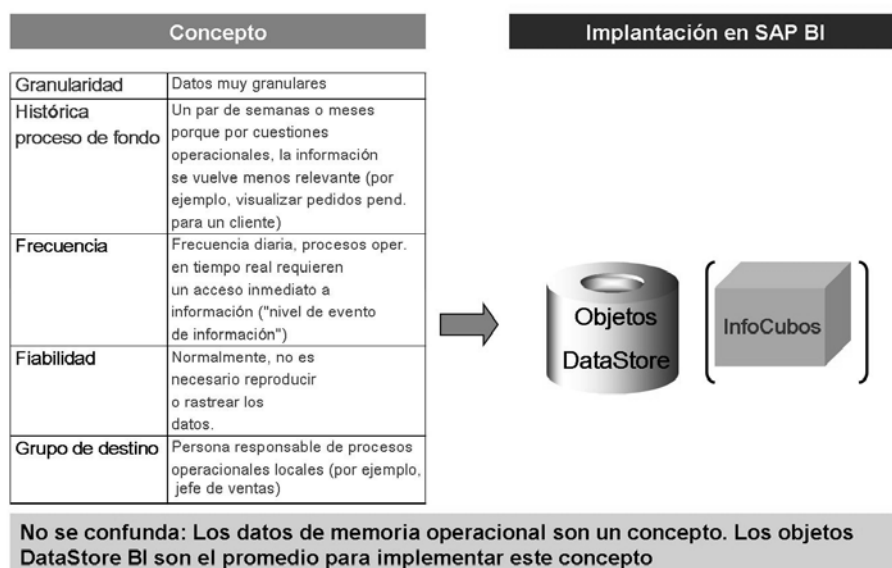 Concepto
Implantación en SAP BI
Granularidad
Datos muy granulares
Histórica
proceso de fondo
Un par de semanas o meses
porque por cuestiones
operacionales, la información
se vuelve menos relevante (por
ejemplo, visualizar pedidos pend.
para un cliente)
Frecuencia
Frecuencia diaria, procesos oper.
en tiempo real requieren
un acceso inmediato a
información ("nivel de evento
de información")
Fiabilidad
Normalmente, no es
necesario reproducir
o rastrear los
datos.
Grupo de destino
Persona responsable de procesos
operacionales locales (por ejemplo,
jefe de ventas)
Objetos
DataStore
InfoCubos
No se confunda: Los datos de memoria operacional son un concepto. Los objetos
DataStore BI son el promedio para implementar este concepto